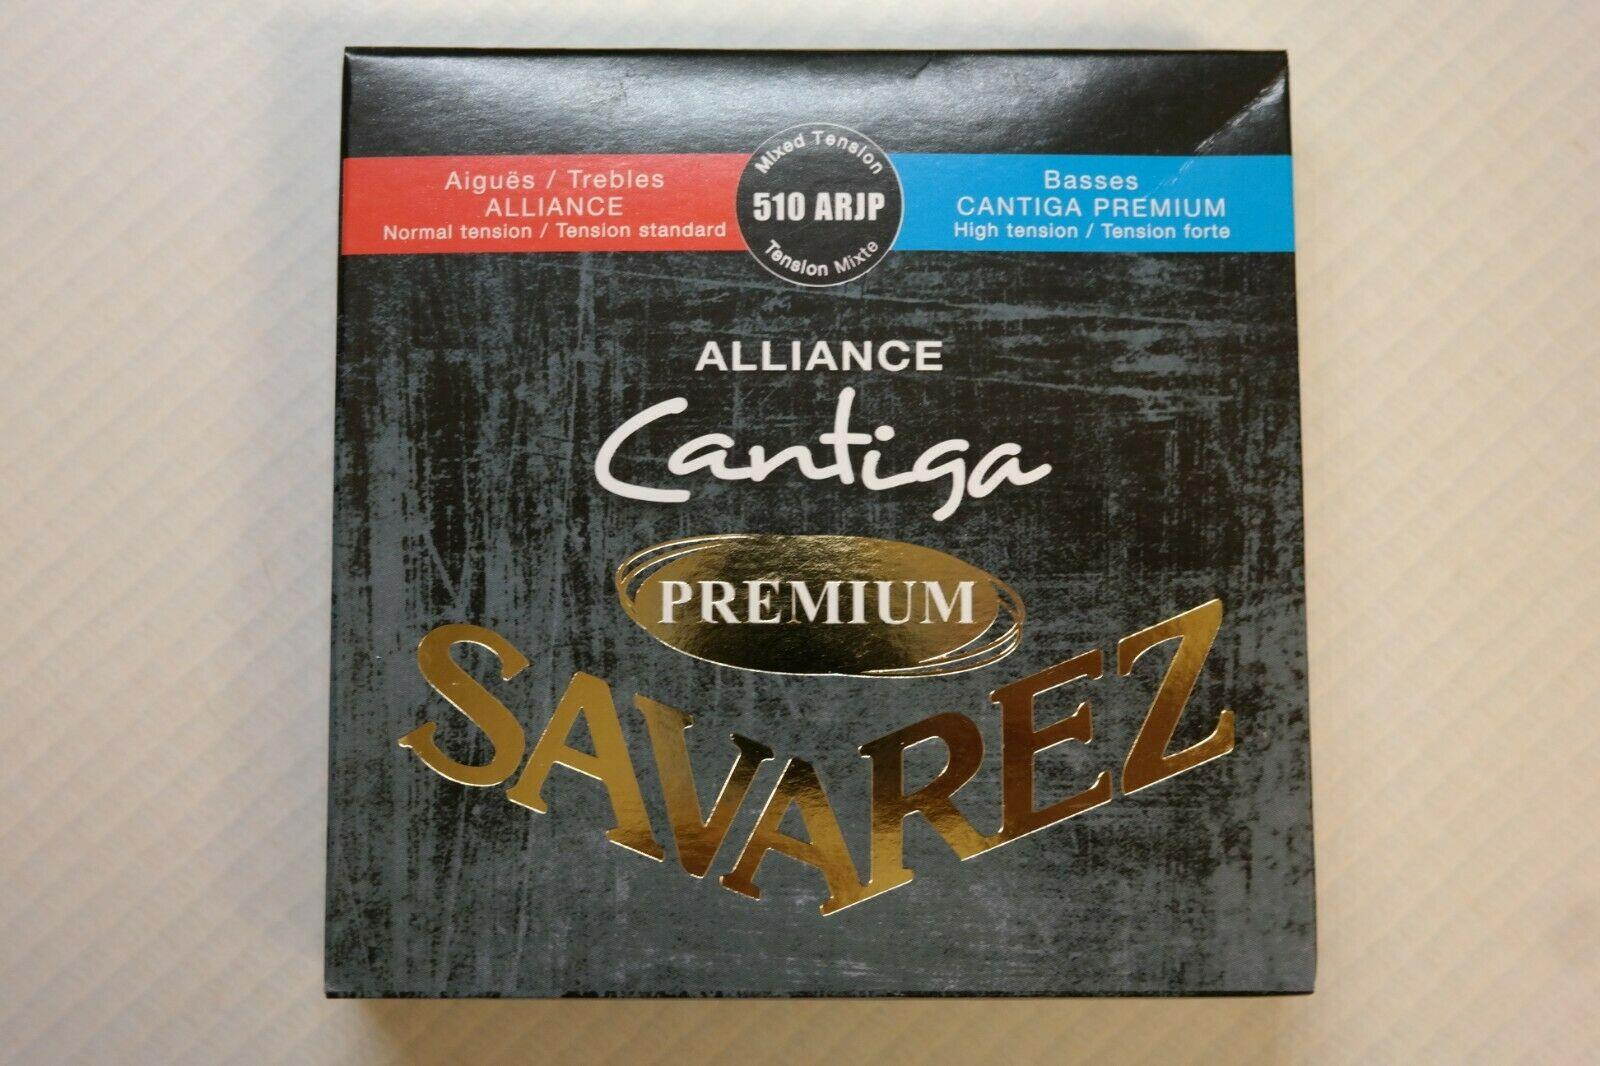 Aiguës / Trebles
ALLIANCE
Normal tension / Tension standard
Mixed Tension
510 ARJP
Tension Mixte
Basses
CANTIGA PREMIUM
High tension / Tension forte
ALLIANCE
Cantiga
PREMIUM
SAVAREZ